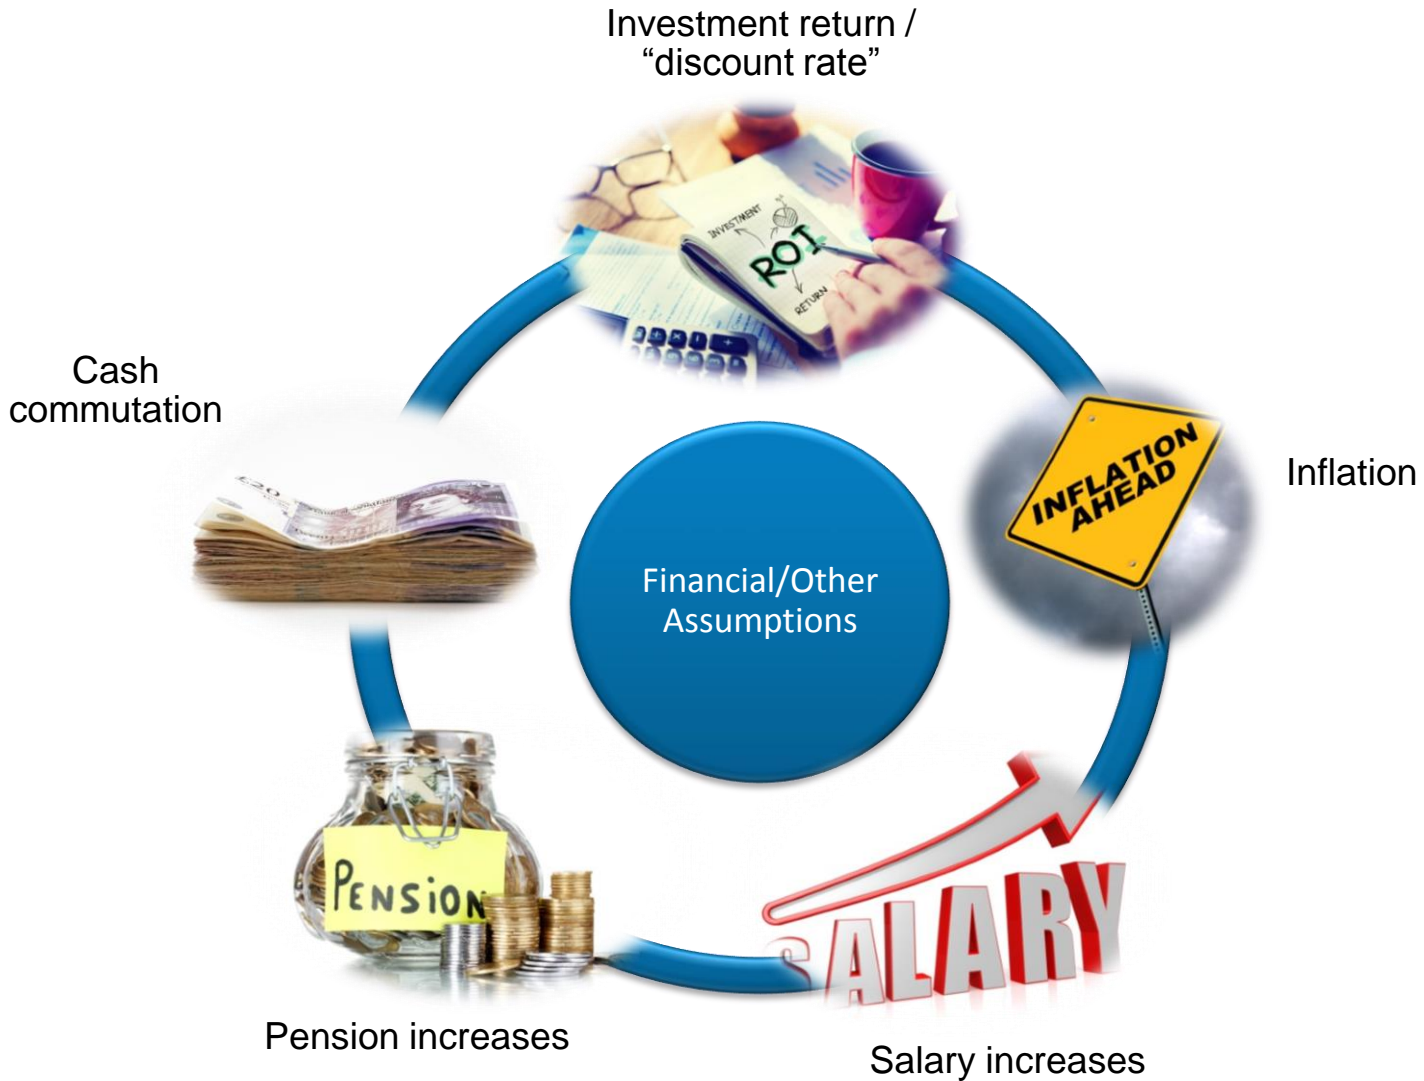 Investment return /
“discount rate”
INVESTMENT
ROI
RETURN
Cash
commutation
£20
INFLATION
AHEAD
Inflation
Financial/Other
Assumptions
PENSION
SALARY
Pension increases
Salary increases